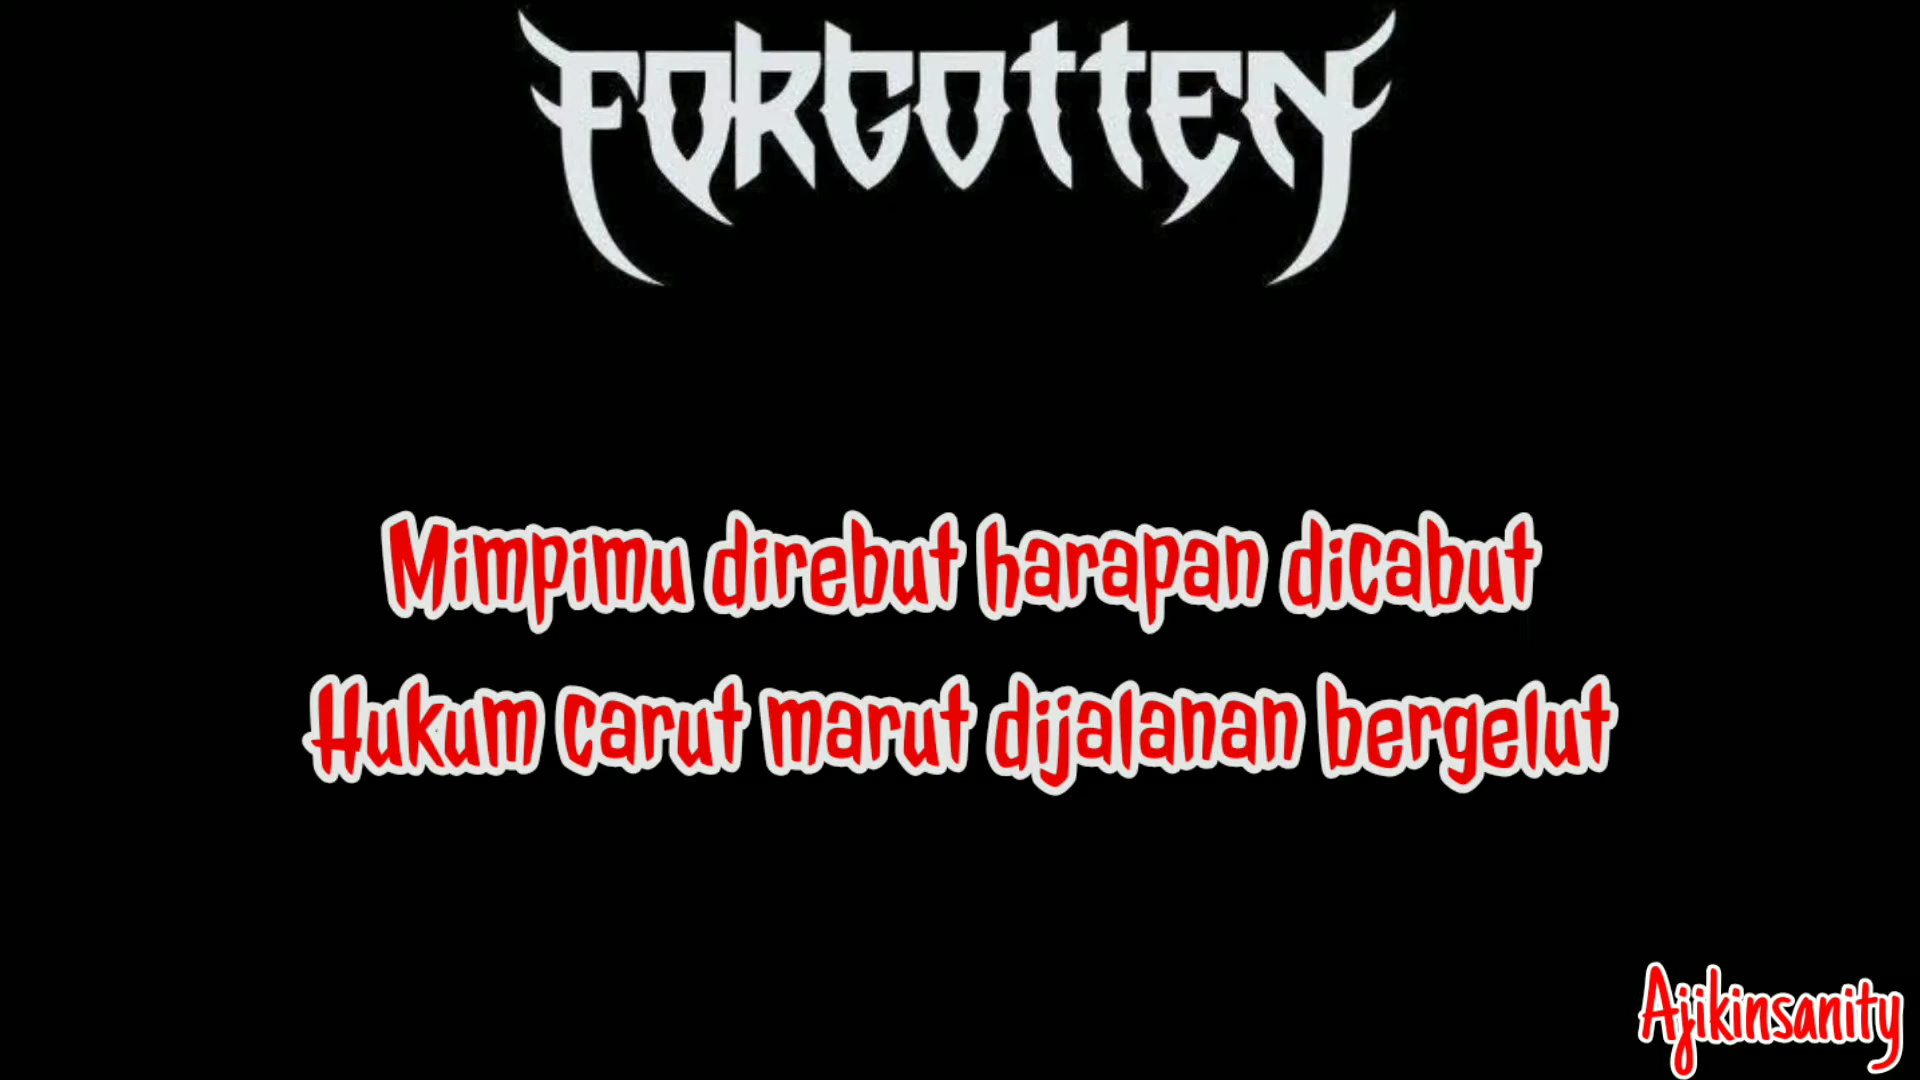 FORGOTTEN
Mimpimu direbut harapan dicabut
Hukum carut marut dijalanan bergelut
Ajikinsanity